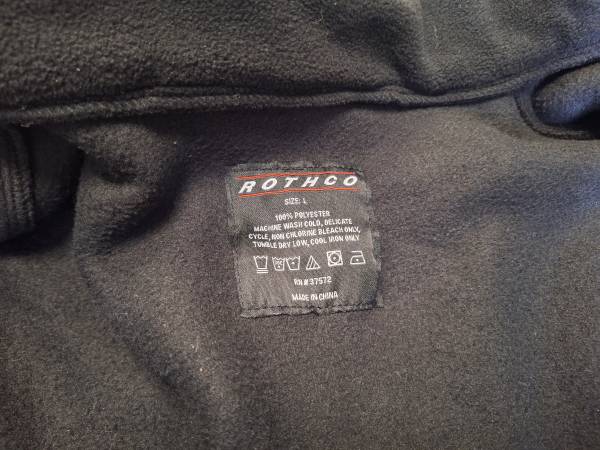 ROTHCO
SIZE: L
100% POLYESTER
MACHINE WASH COLD, DELICATE
CYCLE, NON CHLORINE BLEACH ONLY,
TUMBLE DRY LOW, COOL IRON ONLY
RN# 37572
MADE IN CHINA